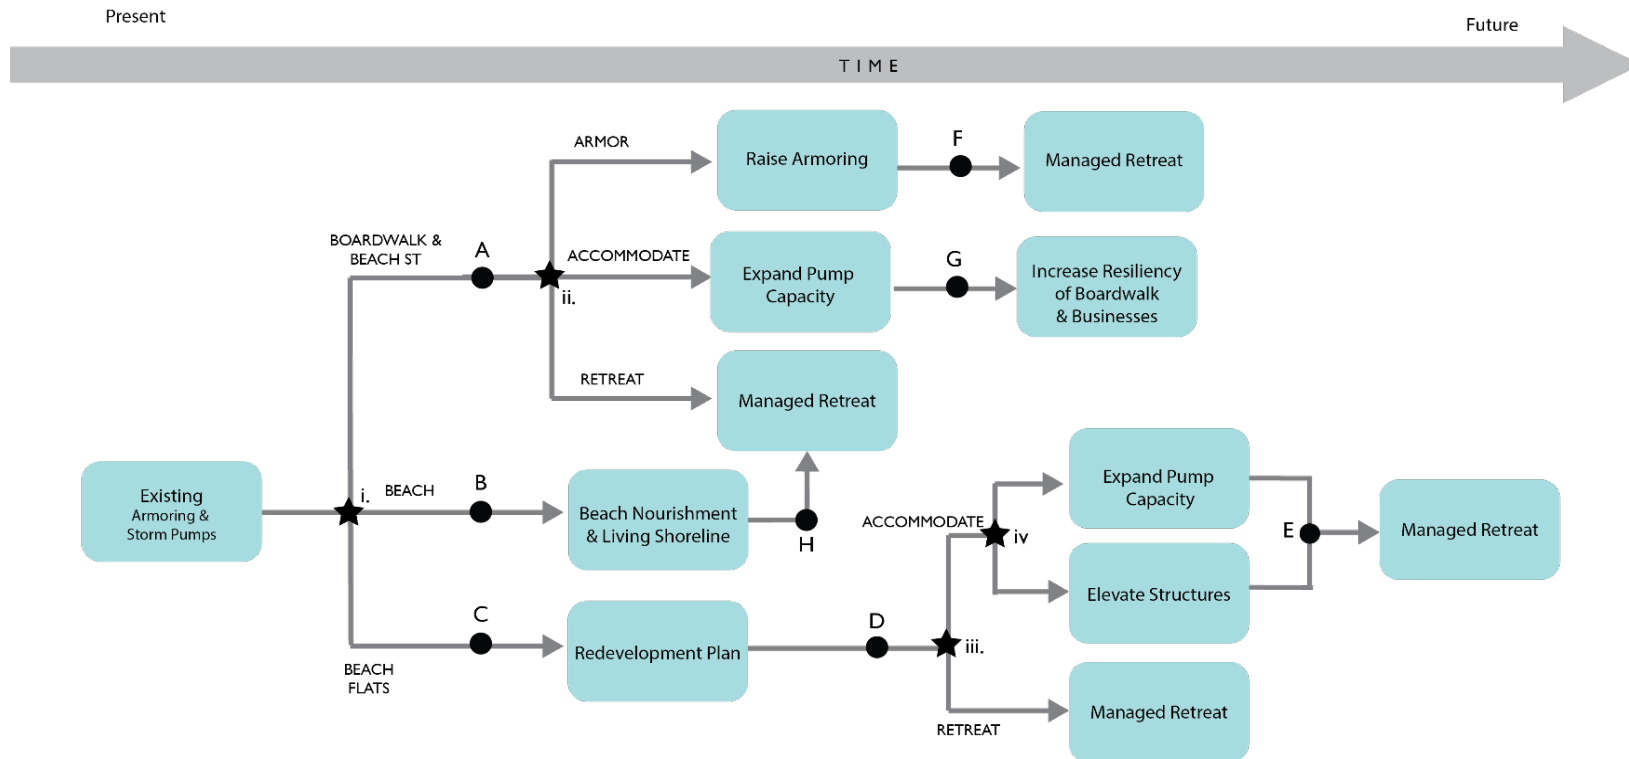 Present
Future
TIME
ARMOR
Raise Armoring
F
Managed Retreat
BOARDWALK &
BEACH ST
A
ii.
ACCOMMODATE
Expand Pump
Capacity
G
Increase Resiliency
of Boardwalk
& Businesses
RETREAT
Managed Retreat
Existing
Armoring &
Storm Pumps
i.
BEACH
B
Beach Nourishment
& Living Shoreline
H
ACCOMMODATE
iv
Expand Pump
Capacity
Elevate Structures
E
Managed Retreat
BEACH
FLATS
C
Redevelopment Plan
D
iii.
RETREAT
Managed Retreat